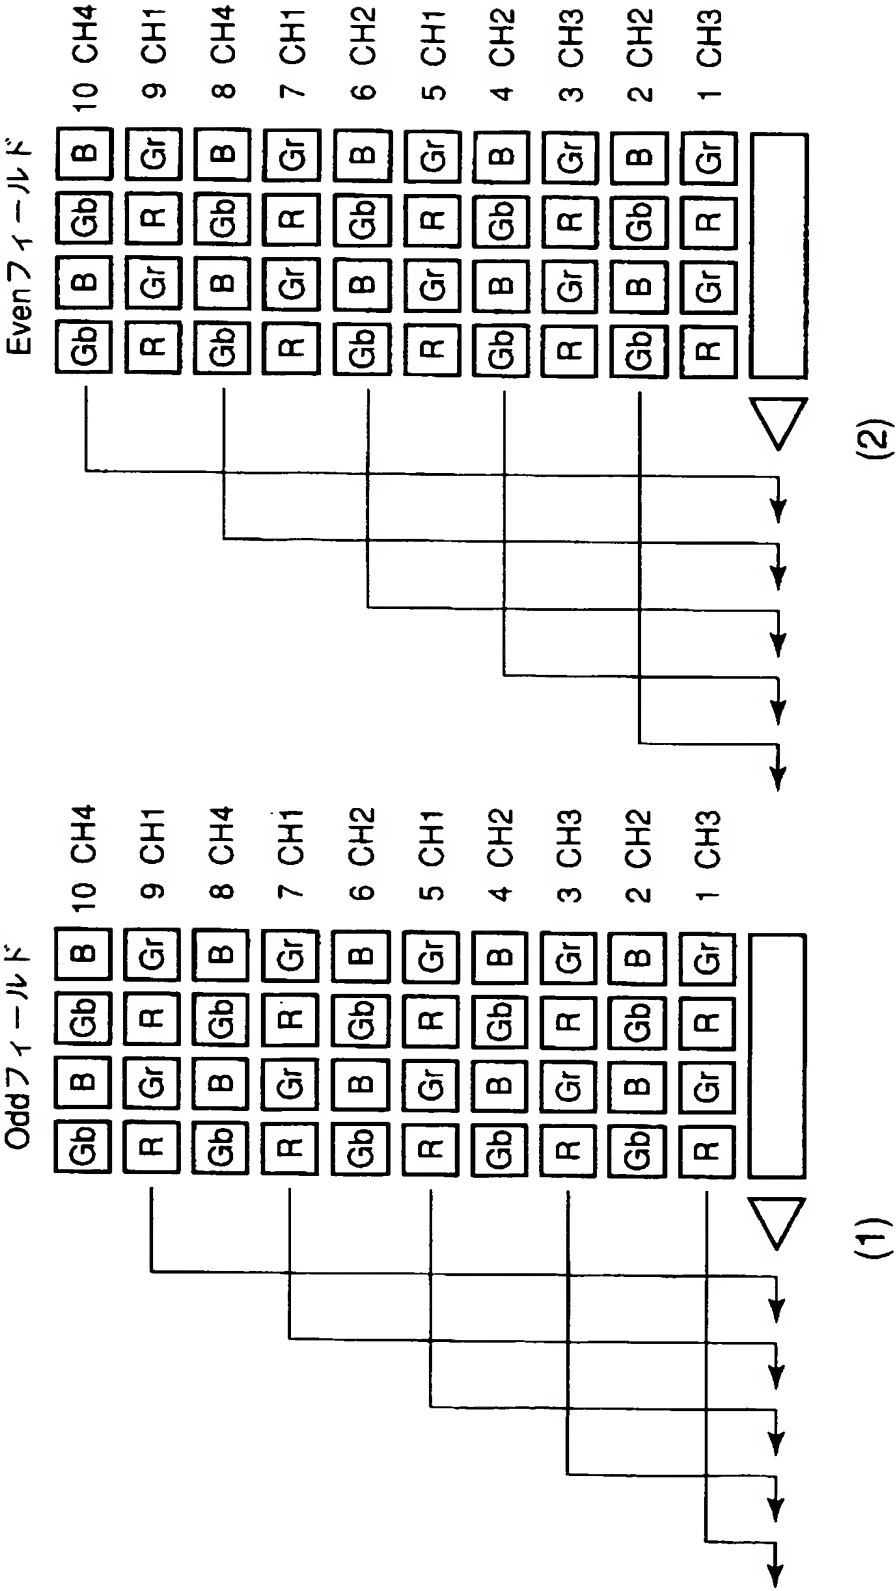 Oddフィールド
Gb B Gb B 10 CH4
R Gr R Gr 9 CH1
Gb B Gb B 8 CH4
R Gr R Gr 7 CH1
Gb B Gb B 6 CH2
R Gr R Gr 5 CH1
Gb B Gb B 4 CH2
R Gr R Gr 3 CH3
Gb B Gb B 2 CH2
R Gr R Gr 1 CH3
(1)
Evenフィールド
Gb B Gb B 10 CH4
R Gr R Gr 9 CH1
Gb B Gb B 8 CH4
R Gr R Gr 7 CH1
Gb B Gb B 6 CH2
R Gr R Gr 5 CH1
Gb B Gb B 4 CH2
R Gr R Gr 3 CH3
Gb B Gb B 2 CH2
R Gr R Gr 1 CH3
(2)